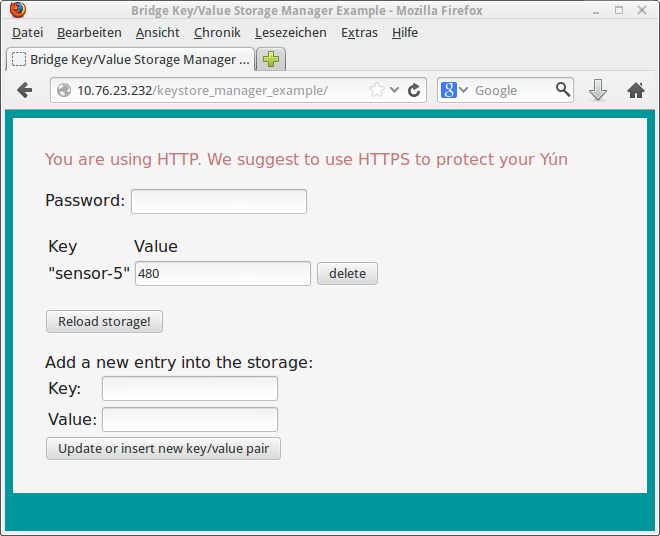 Bridge Key/Value Storage Manager Example - Mozilla Firefox
Datei Bearbeiten Ansicht Chronik Lesezeichen Extras Hilfe
Bridge Key/Value Storage Manager ...
10.76.23.232/keystore_manager_example/ 8 Google
You are using HTTP. We suggest to use HTTPS to protect your Yún
Password:
Key Value
"sensor-5" 480 delete
Reload storage!
Add a new entry into the storage:
Key:
Value:
Update or insert new key/value pair